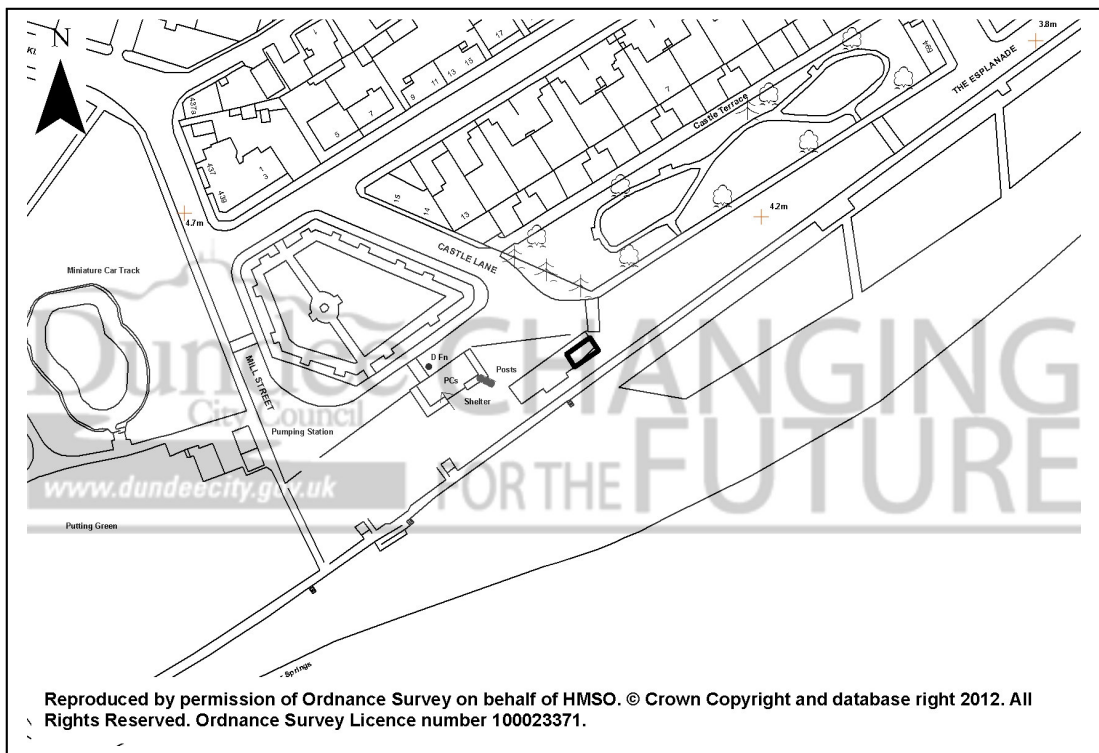 N
437a
437
439
1
3
5
7
1
9
11
13
15
17
7
694
3.8m
THE ESPLANADE
Castle Terrace
15
14
13
4.7m
4.2m
CASTLE LANE
Miniature Car Track
MILL STREET
D Fn
PCs
Posts
Shelter
Pumping Station
Dundee
City Council
www.dundeecity.gov.uk
CHANGING
FOR THE FUTURE
Putting Green
Springs
Reproduced by permission of Ordnance Survey on behalf of HMSO. © Crown Copyright and database right 2012. All
Rights Reserved. Ordnance Survey Licence number 100023371.